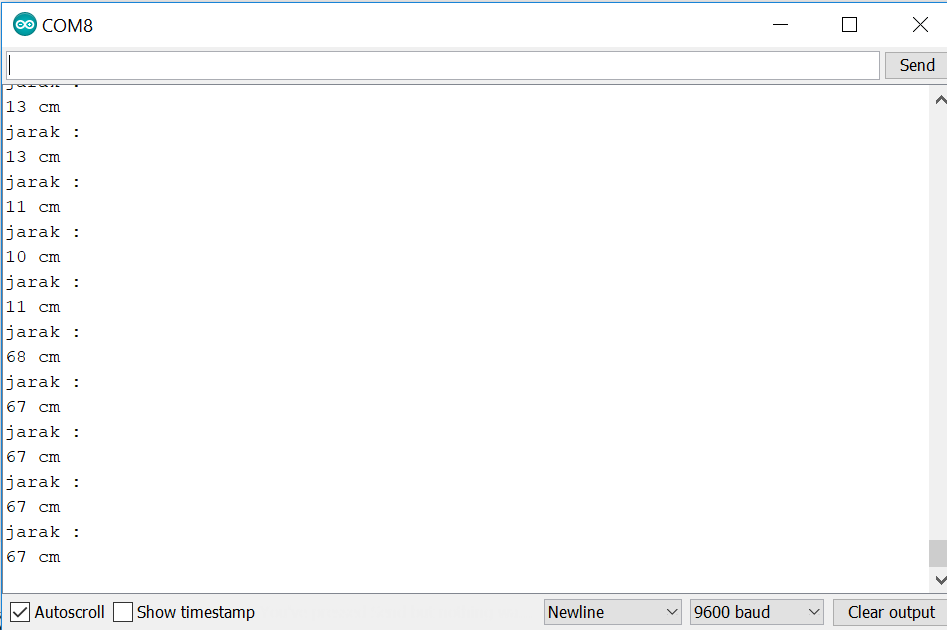 COM8
Send
jarak :
13 cm
jarak :
13 cm
jarak :
11 cm
jarak :
10 cm
jarak :
11 cm
jarak :
68 cm
jarak :
67 cm
jarak :
67 cm
jarak :
67 cm
jarak :
67 cm
Autoscroll Show timestamp Newline 9600 baud Clear output